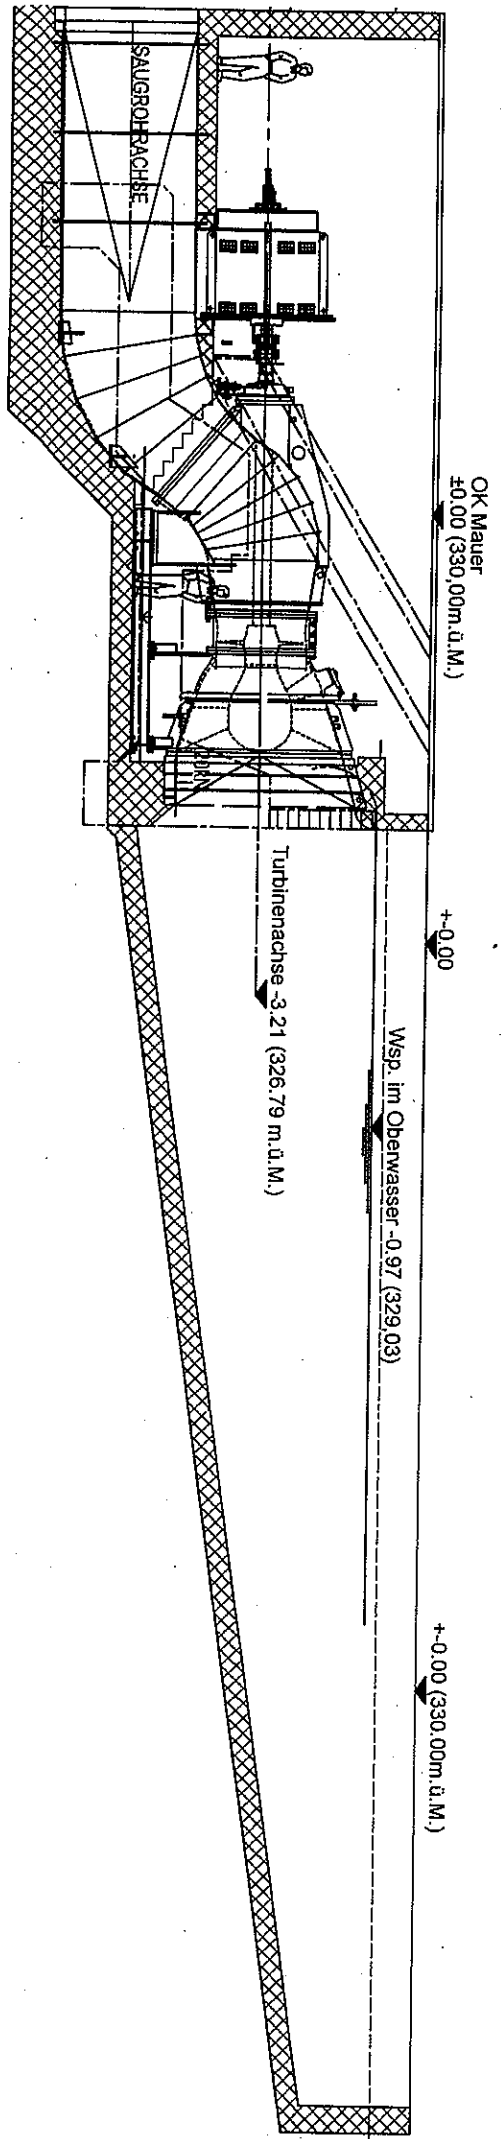 SAUGROHRACHSE
OK Mauer
±0.00 (330,00m.ü.M.)
Turbinenachse -3.21 (326.79 m.ü.M.)
+-0.00
Wsp. im Oberwasser -0.97 (329,03)
+-0.00 (330.00m.ü.M.)